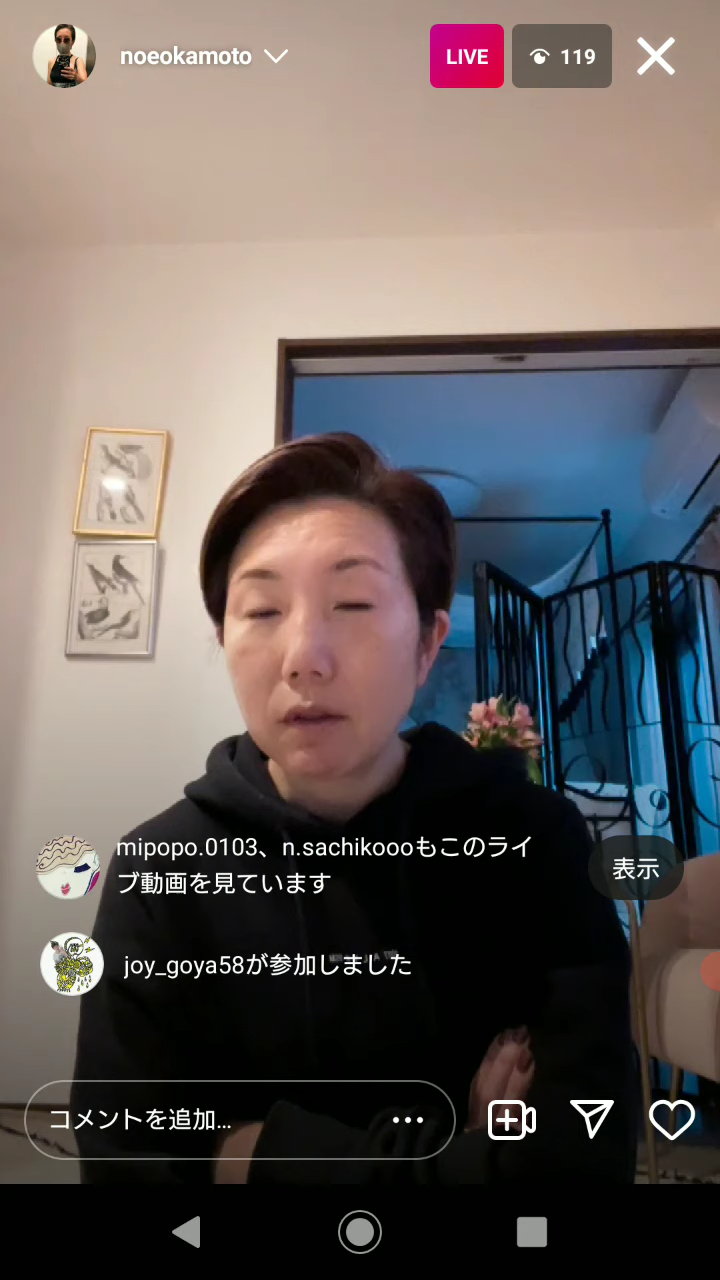 noeokamoto
LIVE
119
mipopo.0103、n.sachikoooもこのライ
ブ動画を見ています
表示
joy_goya58が参加しました
コメントを追加...